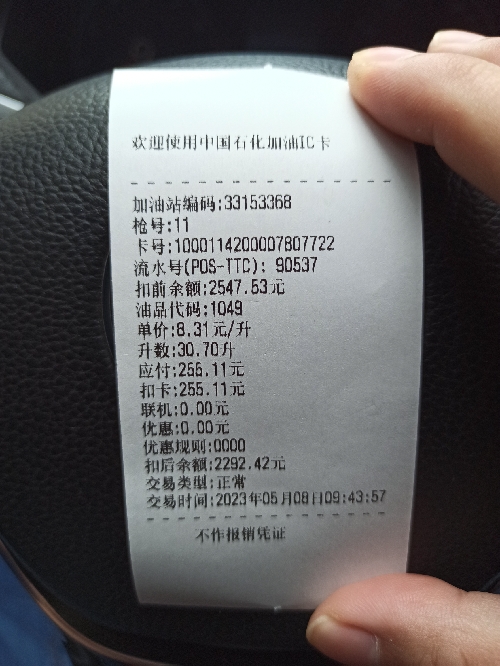 欢迎使用中国石化加油IC卡
加油站编码:33153368
枪号:11
卡号:1000114200007807722
流水号(POS-TTC): 90537
扣前余额:2547.53元
油品代码:1049
单价:8.31元/升
升数:30.70升
应付:255.11元
扣卡:255.11元
联机:0.00元
优惠:0.00元
优惠规则:0000
扣后余额:2292.42元
交易类型:正常
交易时间:2023年05月08日09:43:57
不作报销凭证